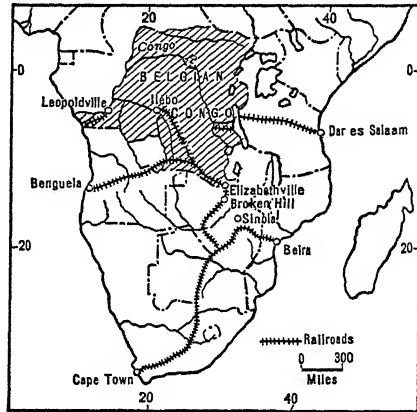 20 40
Congo
0 0
BELGIAN
Leopoldville Ilebo
CONGO
Dar es Salaam
Benguela Elizabethville
Broken Hill
Sinbia
-20 -20
Beira
Railroads
0 300
Miles
Cape Town
20 40